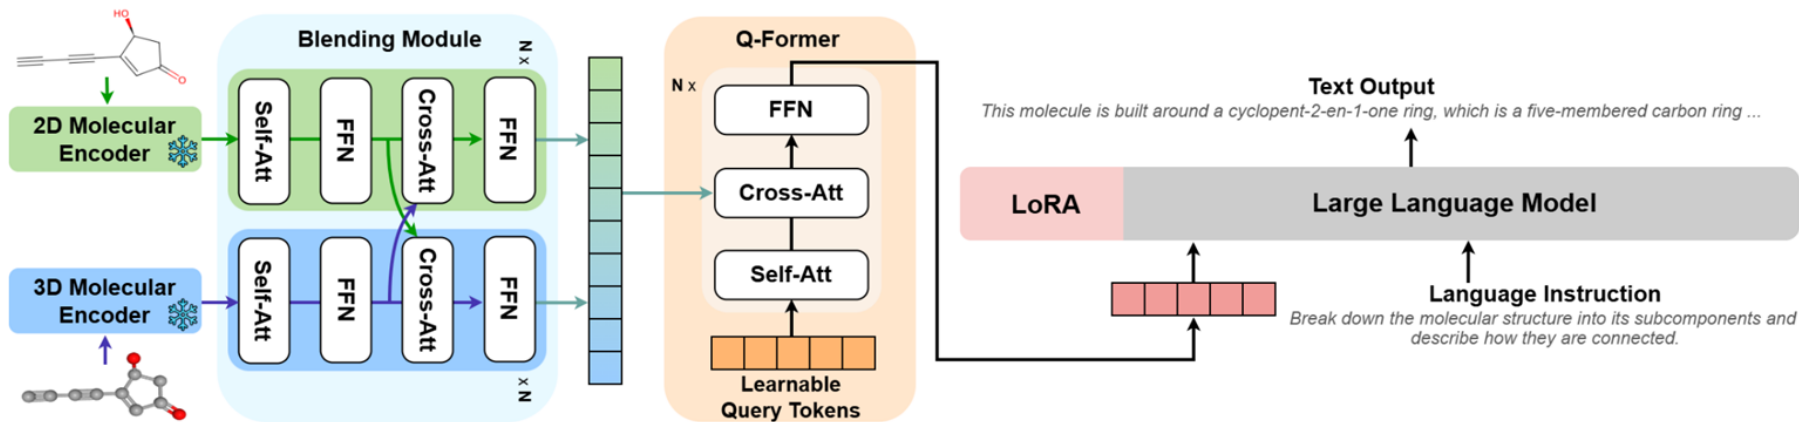 HO
O
2D Molecular
Encoder
3D Molecular
Encoder
Blending Module
N x
Self-Att
FFN
Cross-Att
FFN
Self-Att
FFN
Cross-Att
FFN
N x
Q-Former
N x
FFN
Cross-Att
Self-Att
Learnable
Query Tokens
Text Output
This molecule is built around a cyclopent-2-en-1-one ring, which is a five-membered carbon ring ...
LoRA
Large Language Model
Language Instruction
Break down the molecular structure into its subcomponents and
describe how they are connected.